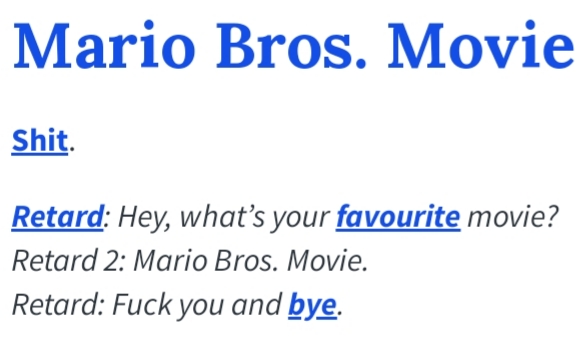 Mario Bros. Movie
Shit.
Retard: Hey, what's your favourite movie?
Retard 2: Mario Bros. Movie.
Retard: Fuck you and bye.